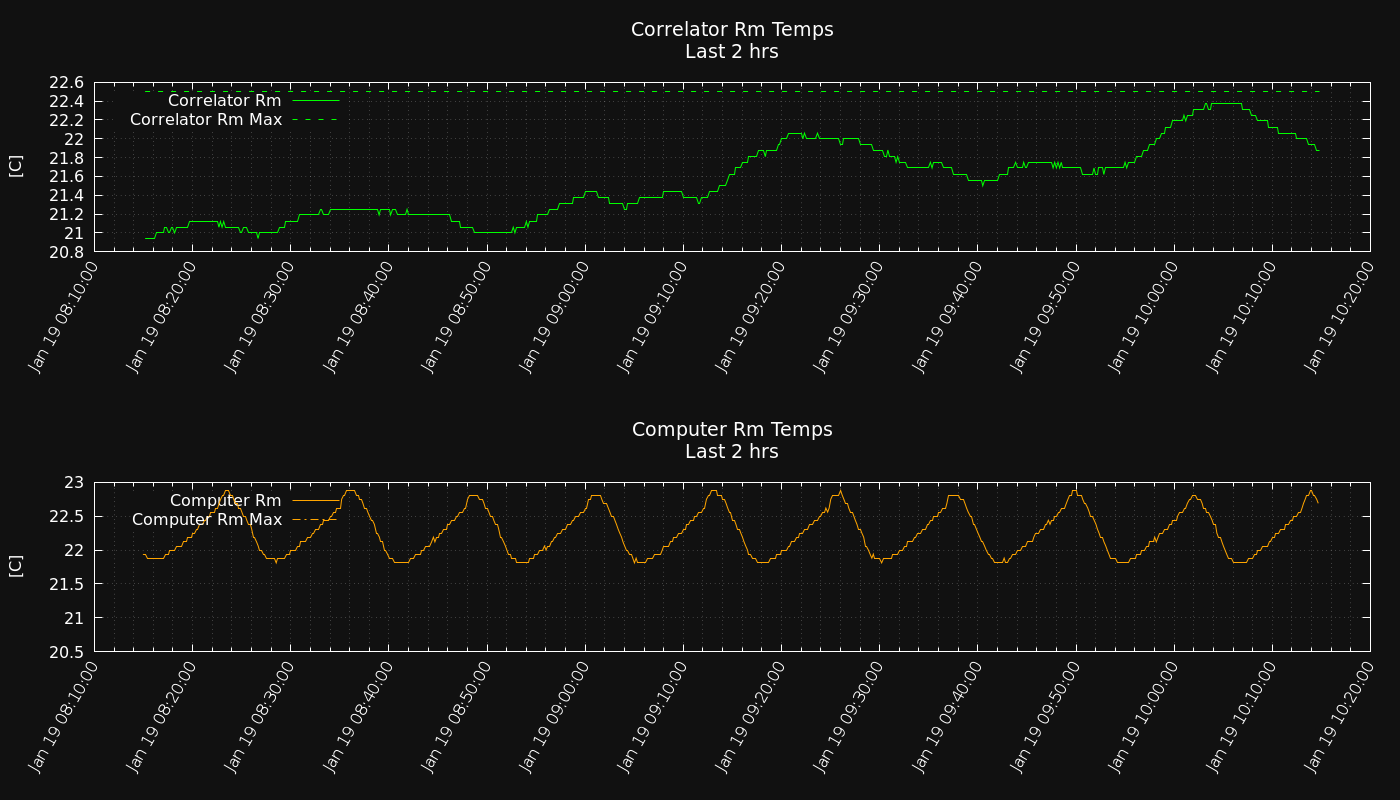 Correlator Rm Temps
Last 2 hrs
22.6
22.4
22.2
22
21.8
21.6
21.4
21.2
21
20.8
[C]
Correlator Rm
Correlator Rm Max
Jan 19 08:10:00
Jan 19 08:20:00
Jan 19 08:30:00
Jan 19 08:40:00
Jan 19 08:50:00
Jan 19 09:00:00
Jan 19 09:10:00
Jan 19 09:20:00
Jan 19 09:30:00
Jan 19 09:40:00
Jan 19 09:50:00
Jan 19 10:00:00
Jan 19 10:10:00
Jan 19 10:20:00
Computer Rm Temps
Last 2 hrs
23
22.5
22
21.5
21
20.5
[C]
Computer Rm
Computer Rm Max
Jan 19 08:10:00
Jan 19 08:20:00
Jan 19 08:30:00
Jan 19 08:40:00
Jan 19 08:50:00
Jan 19 09:00:00
Jan 19 09:10:00
Jan 19 09:20:00
Jan 19 09:30:00
Jan 19 09:40:00
Jan 19 09:50:00
Jan 19 10:00:00
Jan 19 10:10:00
Jan 19 10:20:00